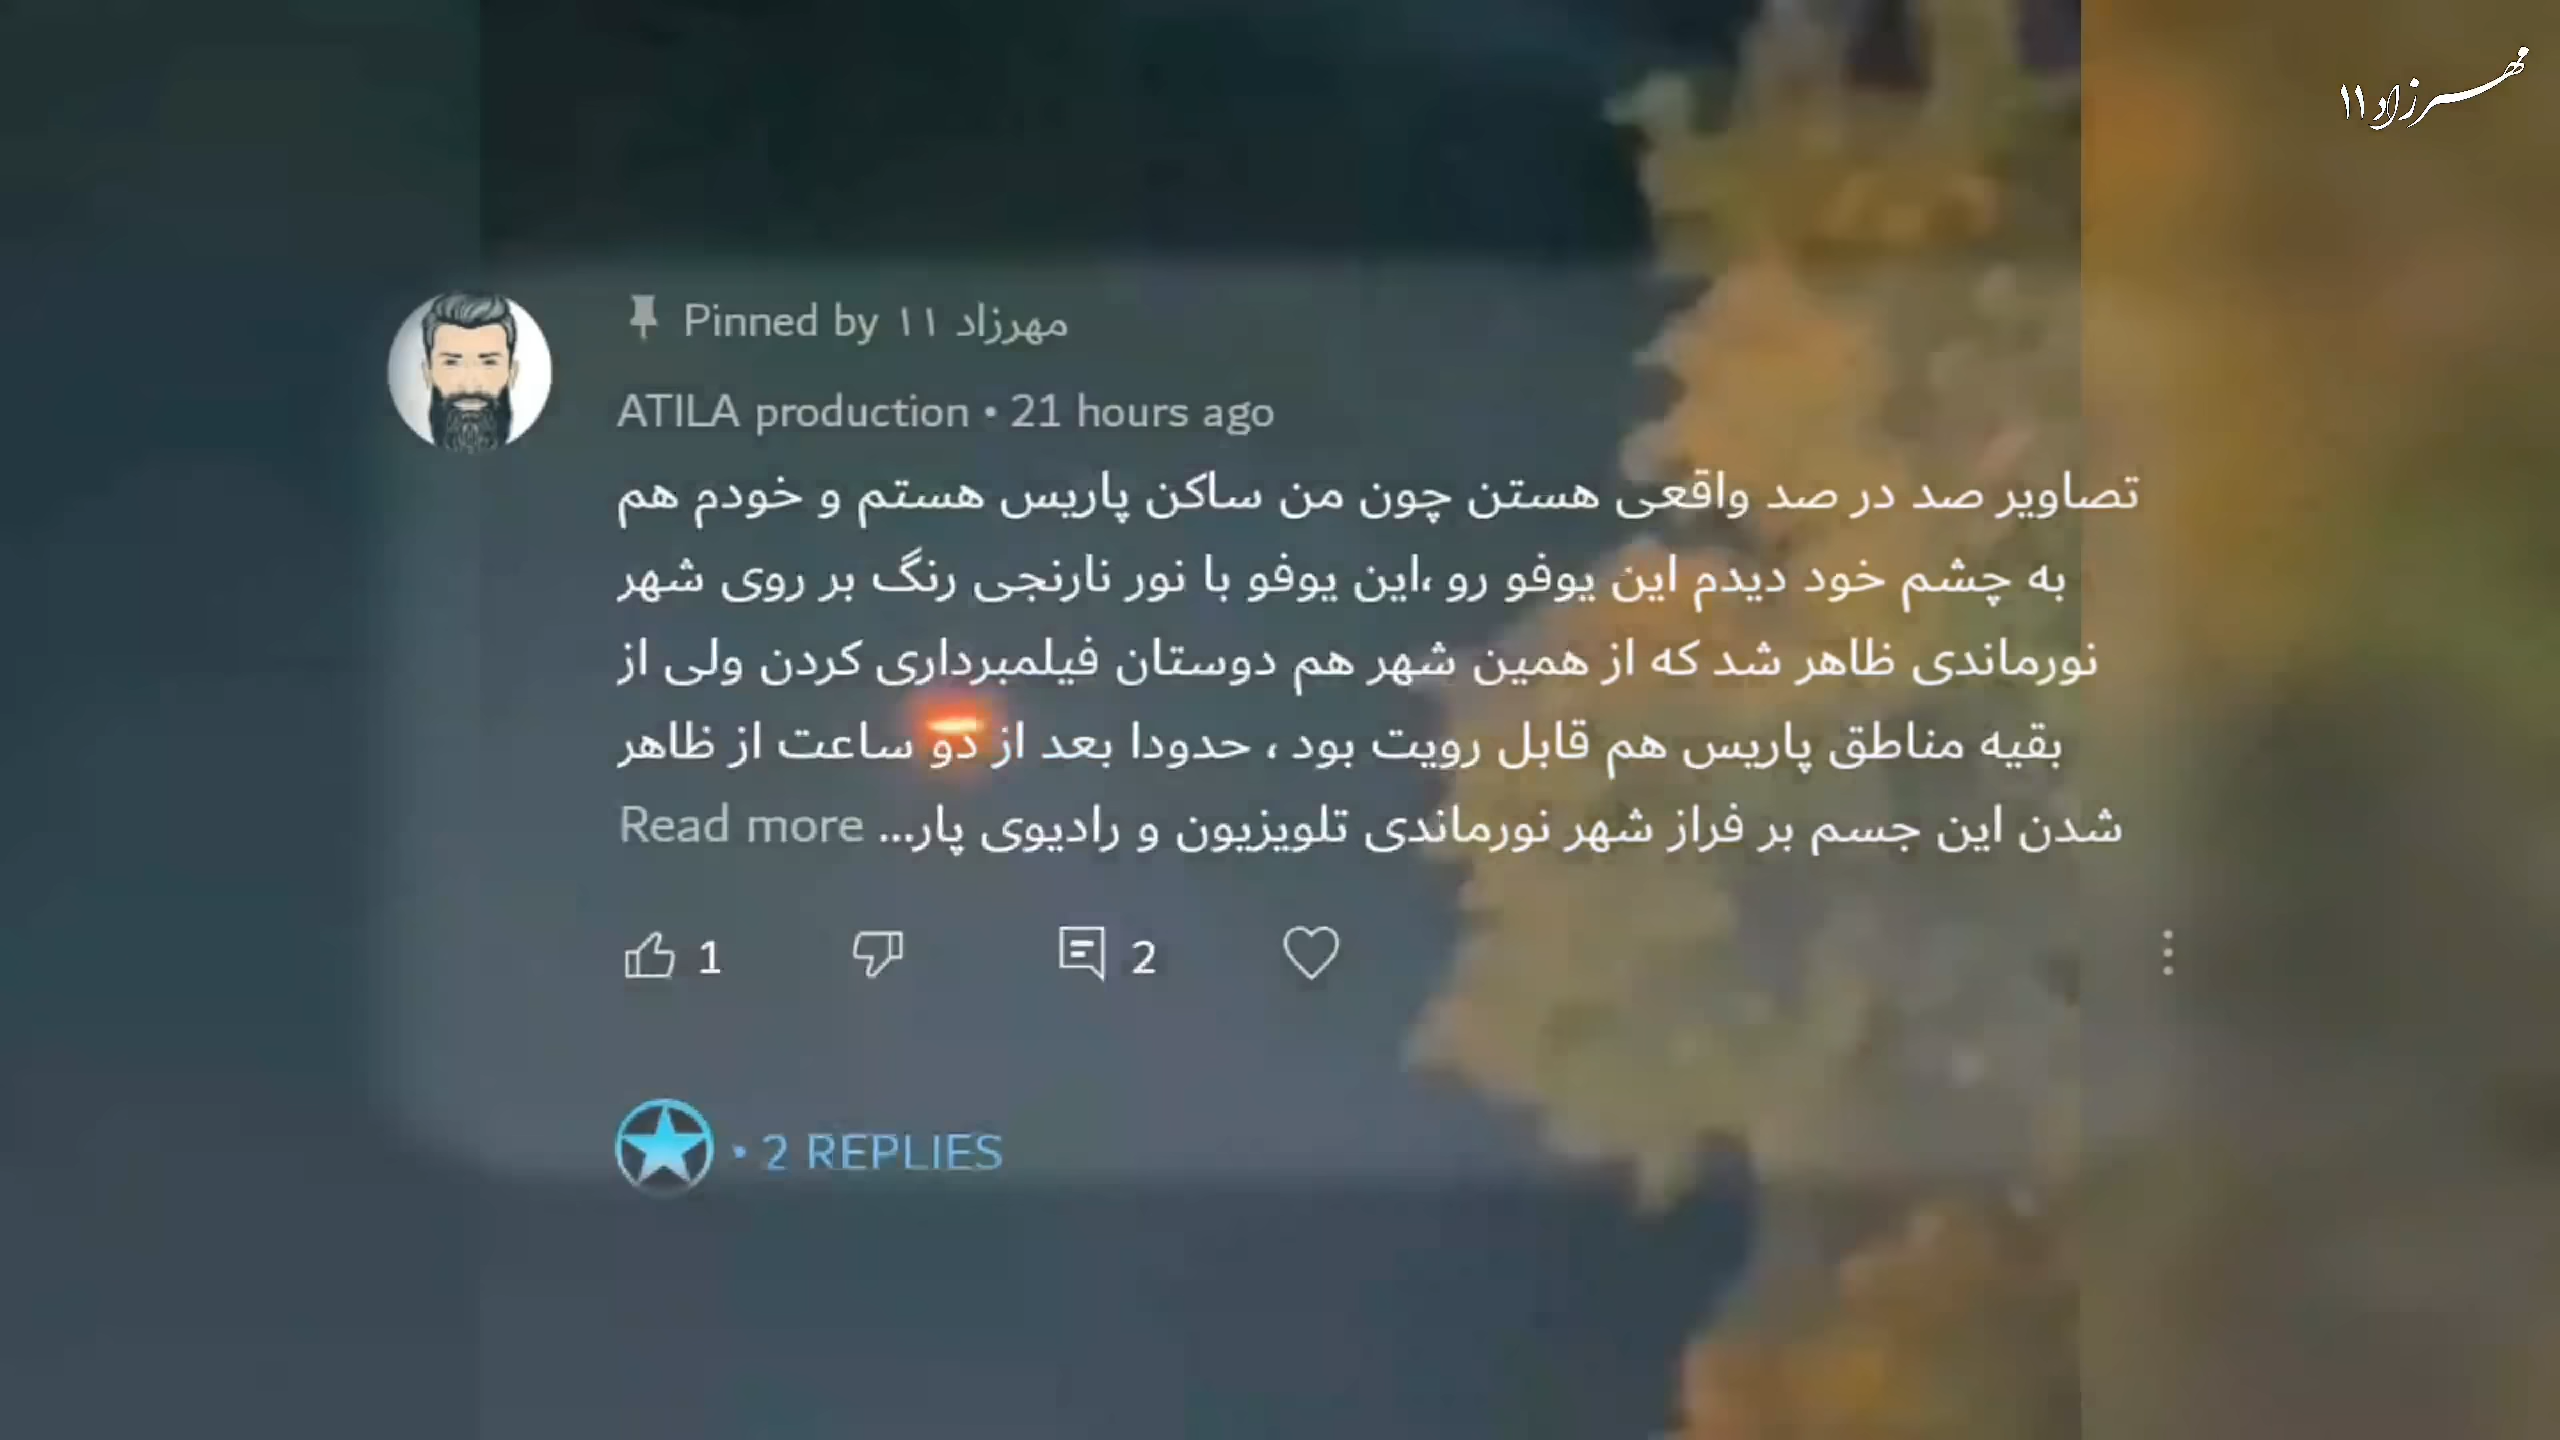 مهرزاد ۱۱
Pinned by مهرزاد ۱۱
ATILA production • 21 hours ago
تصاویر صد در صد واقعی هستن چون من ساکن پاریس هستم و خودم هم
به چشم خود دیدم این یوفو رو ،این یوفو با نور نارنجی رنگ بر روی شهر
نورماندی ظاهر شد که از همین شهر هم دوستان فیلمبرداری کردن ولی از
بقیه مناطق پاریس هم قابل رویت بود ، حدودا بعد از دو ساعت از ظاهر
شدن این جسم بر فراز شهر نورماندی تلویزیون و رادیوی پار... Read more
1 2
• 2 REPLIES